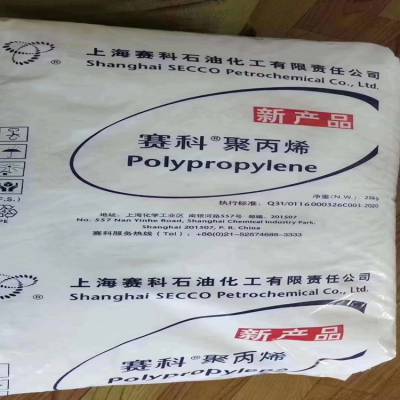 上海赛科石油化工有限责任公司
Shanghai SECCO Petrochemical Co., Ltd.
新产品
赛科®聚丙烯
Polypropylene
净重(N.W.) 25kg
执行标准: Q31/0116000326C001-2020
地址: 上海化学工业区 南银河路557号 邮编: 201507
No. 557 Nan Yinhe Road, Shanghai Chemical Industry Park.
Shanghai 201507, P. R. China
赛科服务热线 (Tel) : +86(0)21-52874688-3333
上海赛科石油化工有限责任公司
Shanghai SECCO Petrochemical Co., Ltd.
新产品
赛科®聚丙烯
Polypropylene